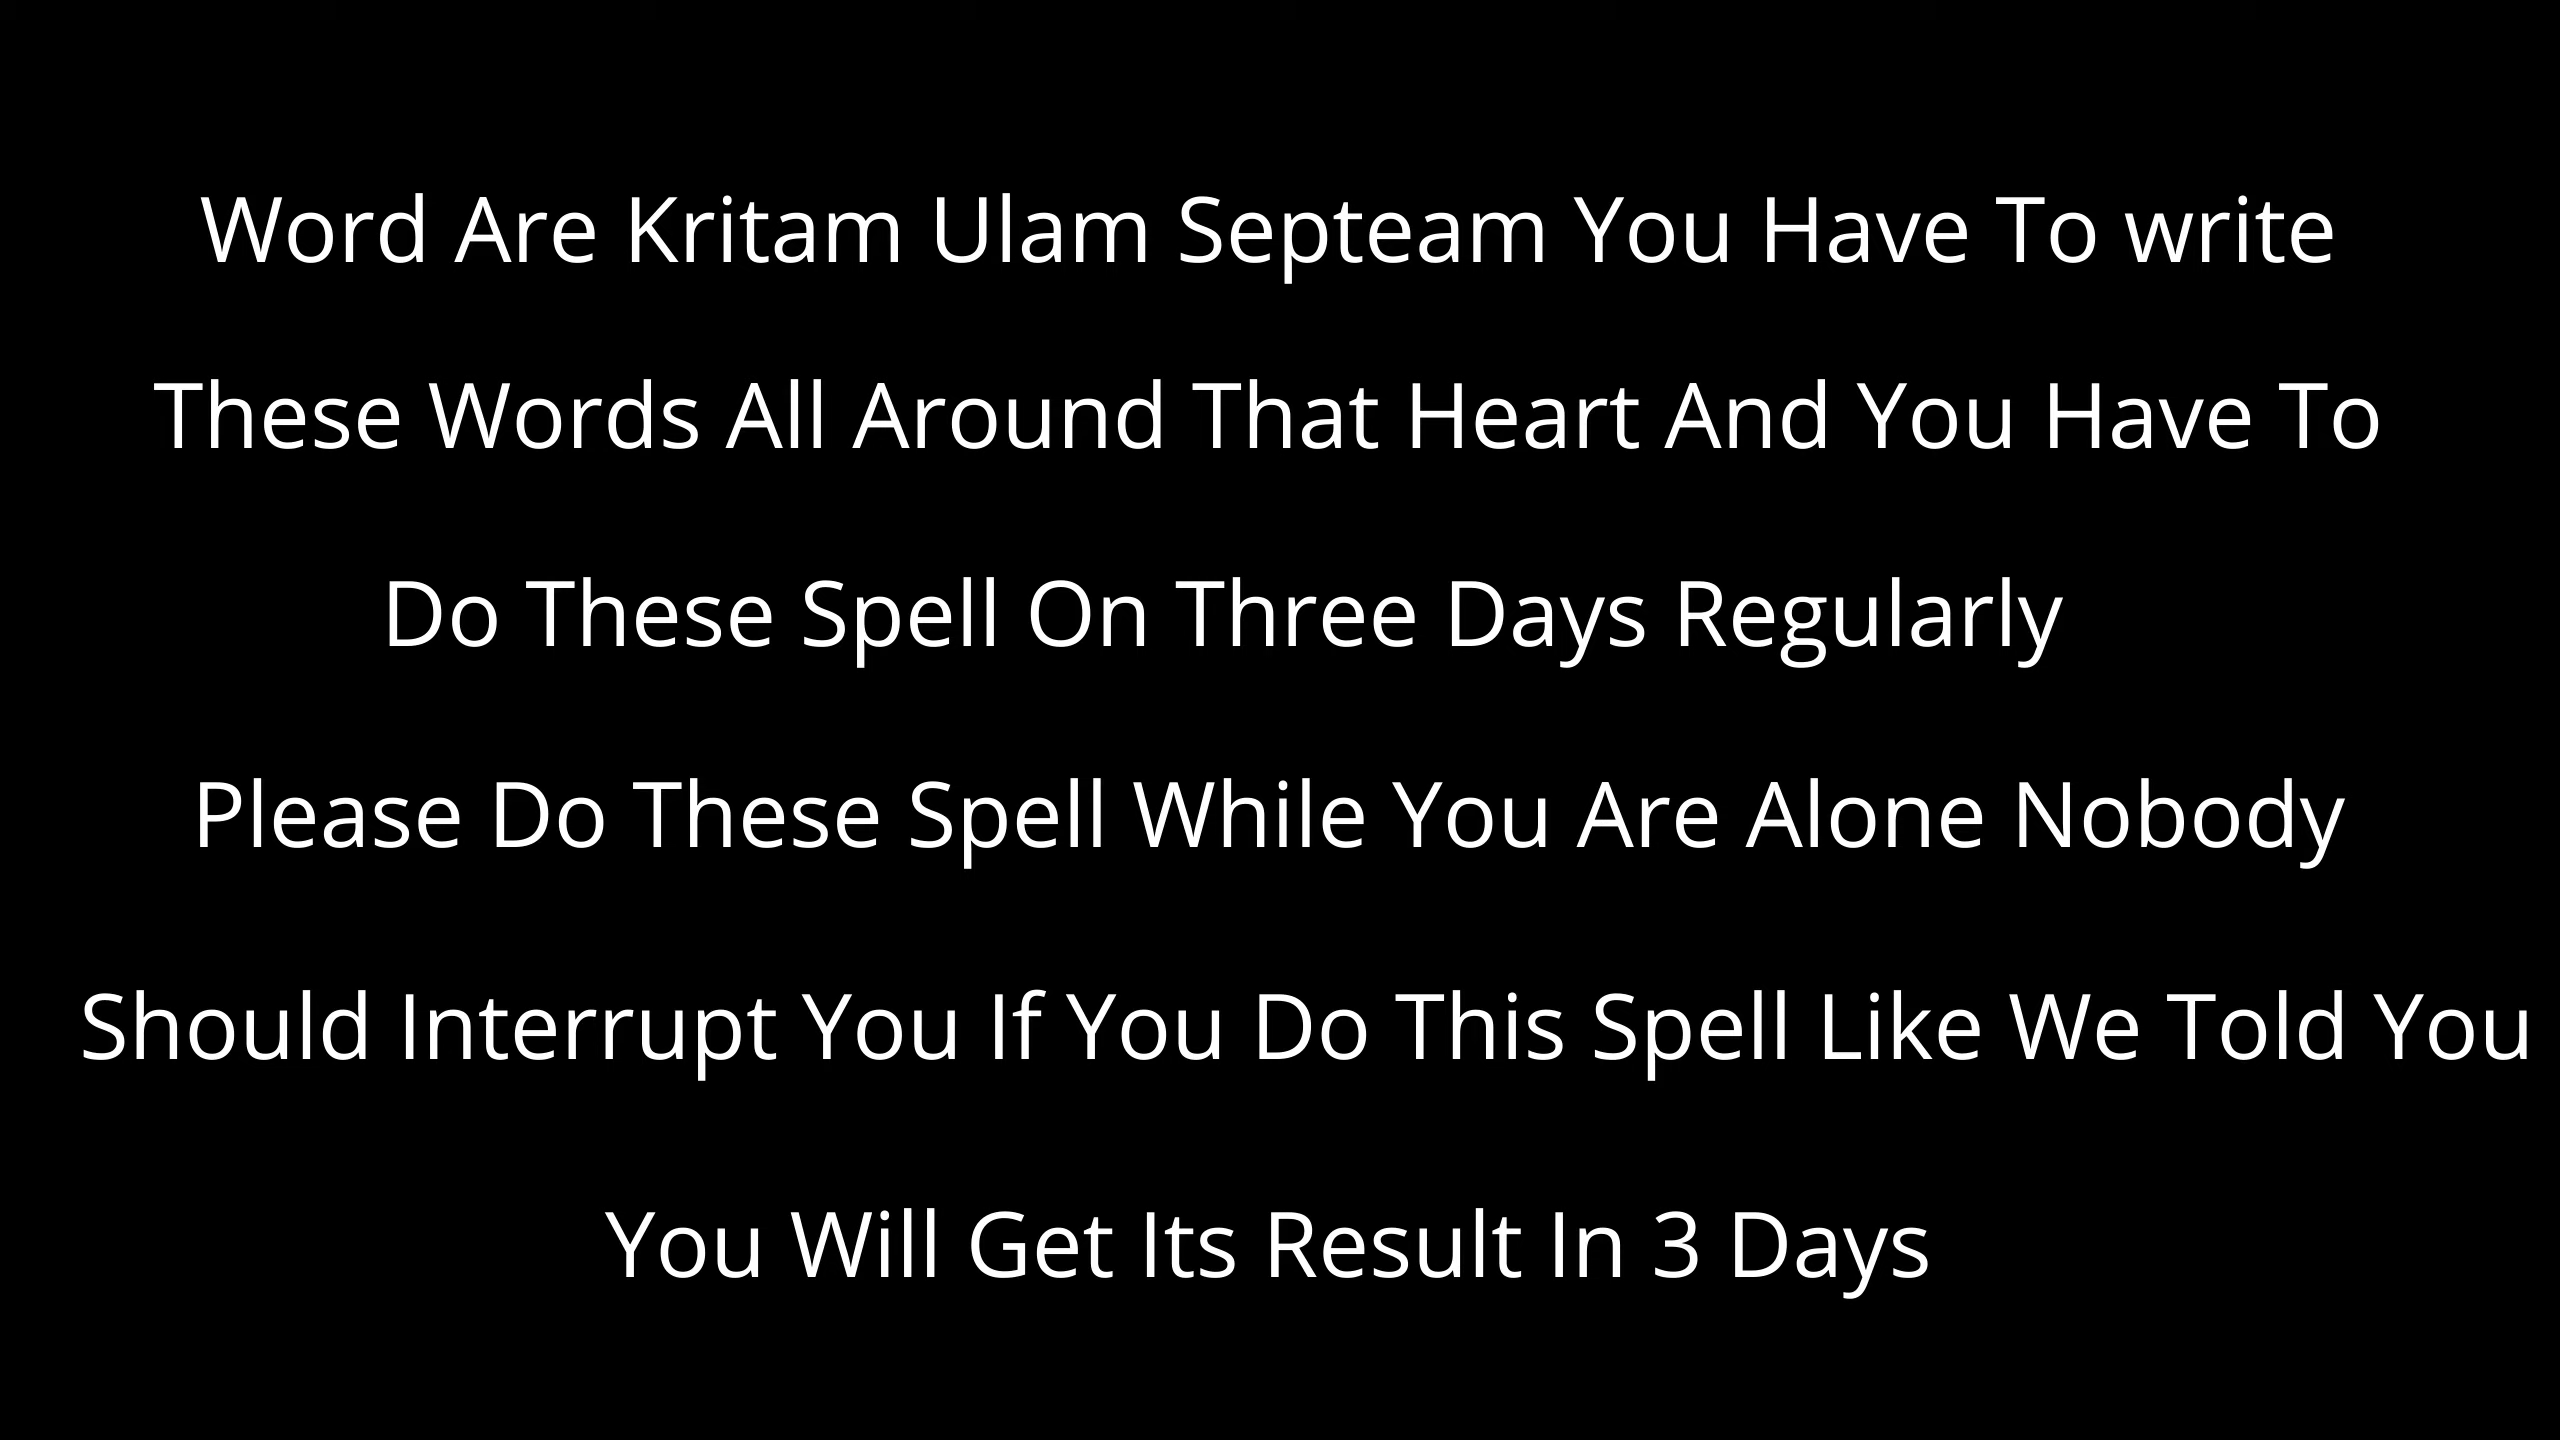 Word Are Kritam Ulam Septeam You Have To write
These Words All Around That Heart And You Have To
Do These Spell On Three Days Regularly
Please Do These Spell While You Are Alone Nobody
Should Interrupt You If You Do This Spell Like We Told You
You Will Get Its Result In 3 Days